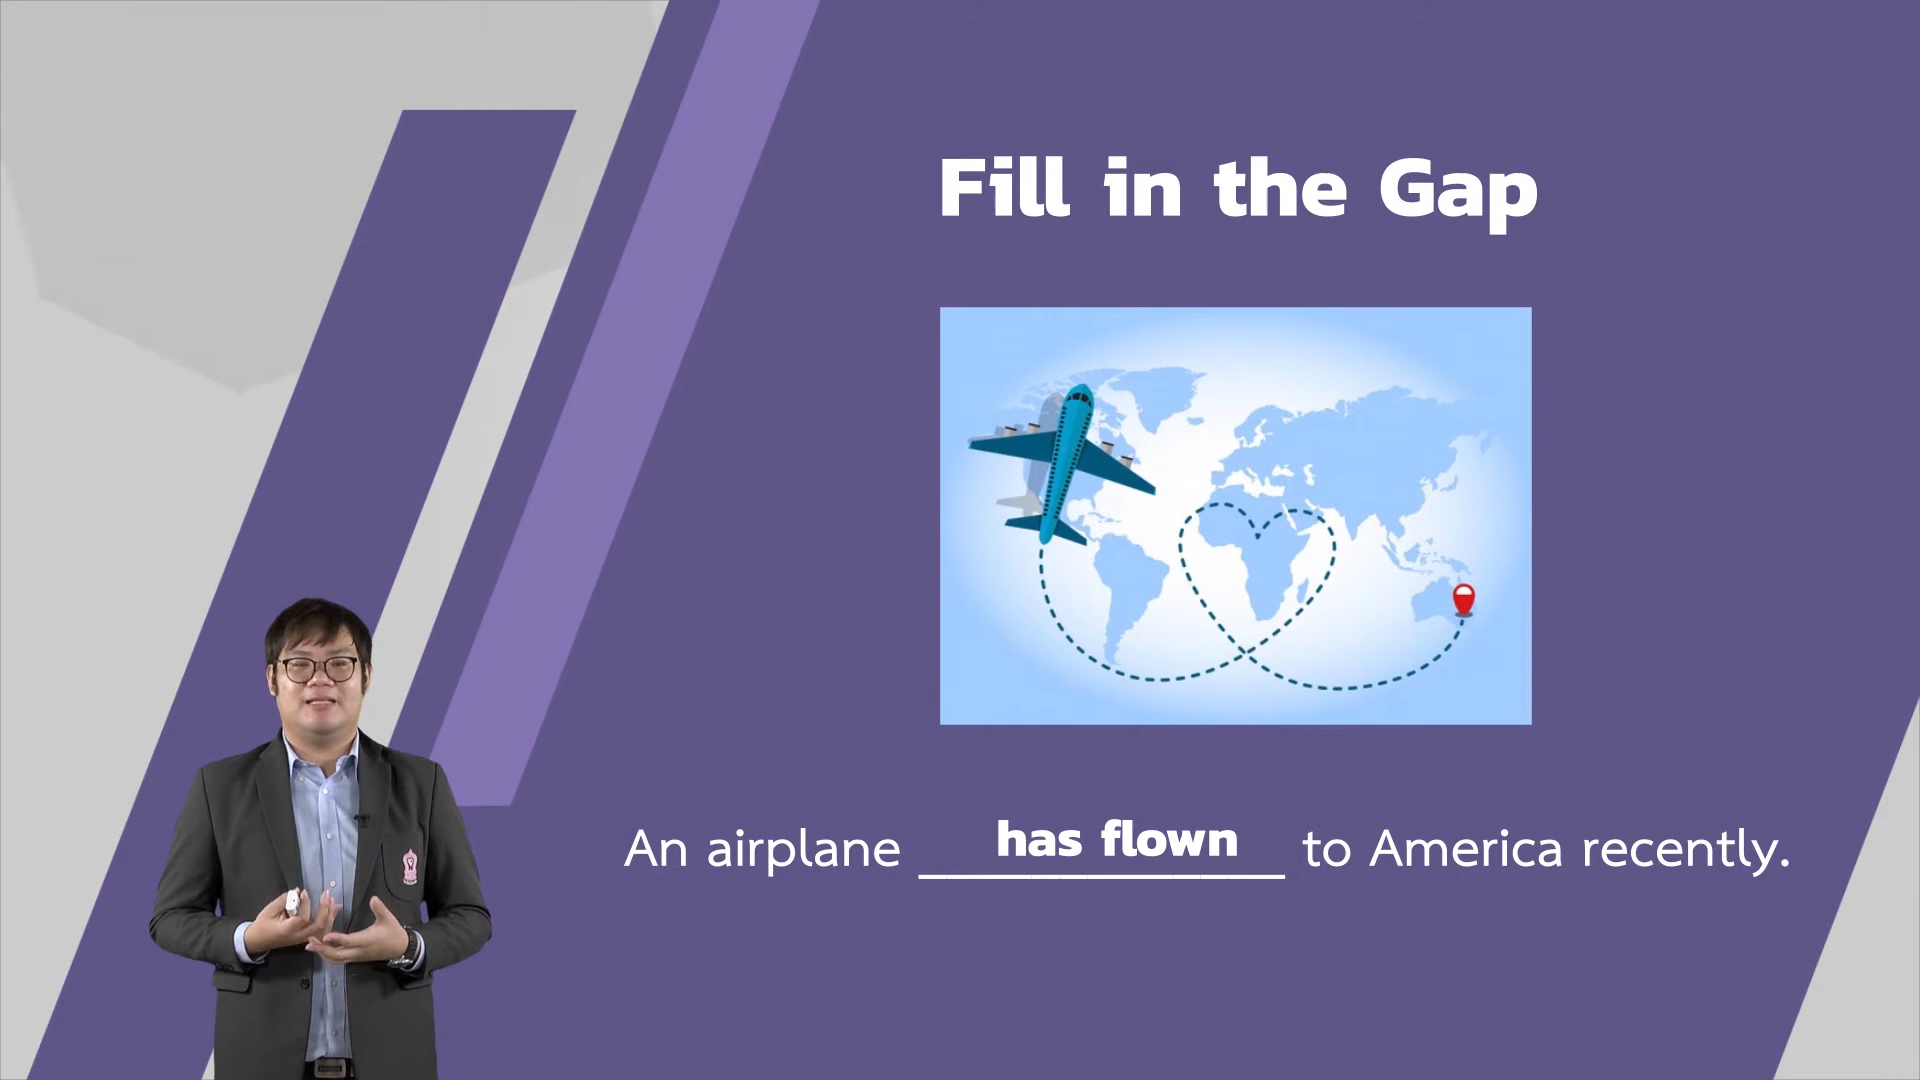 Fill in the Gap
An airplane has flown to America recently.